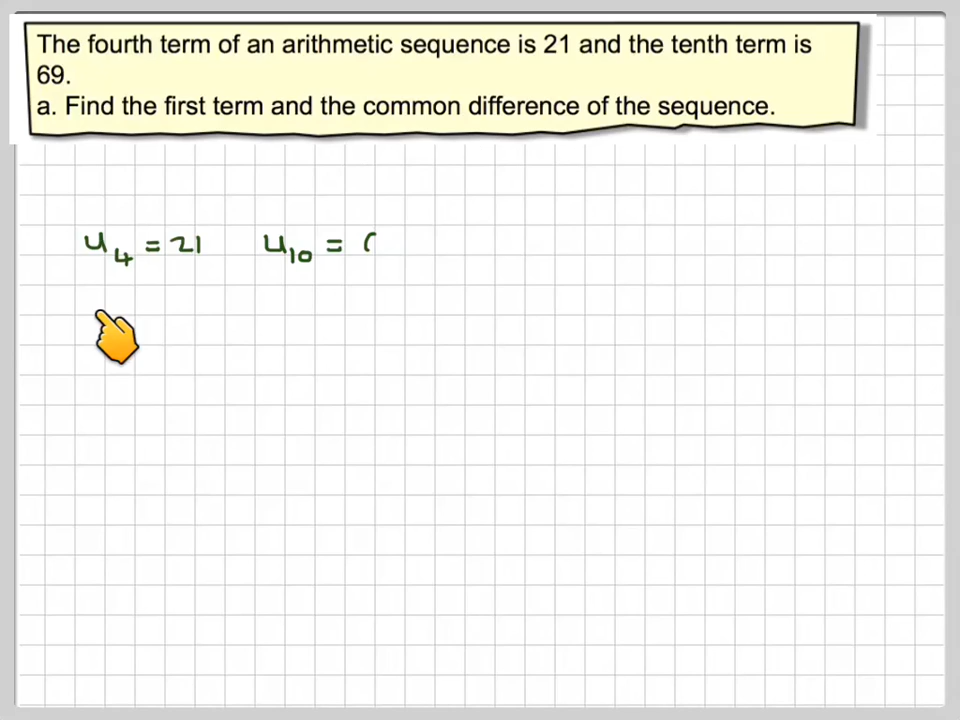 The fourth term of an arithmetic sequence is 21 and the tenth term is
69.
a. Find the first term and the common difference of the sequence.
u₄ = 21 u₁₀ =